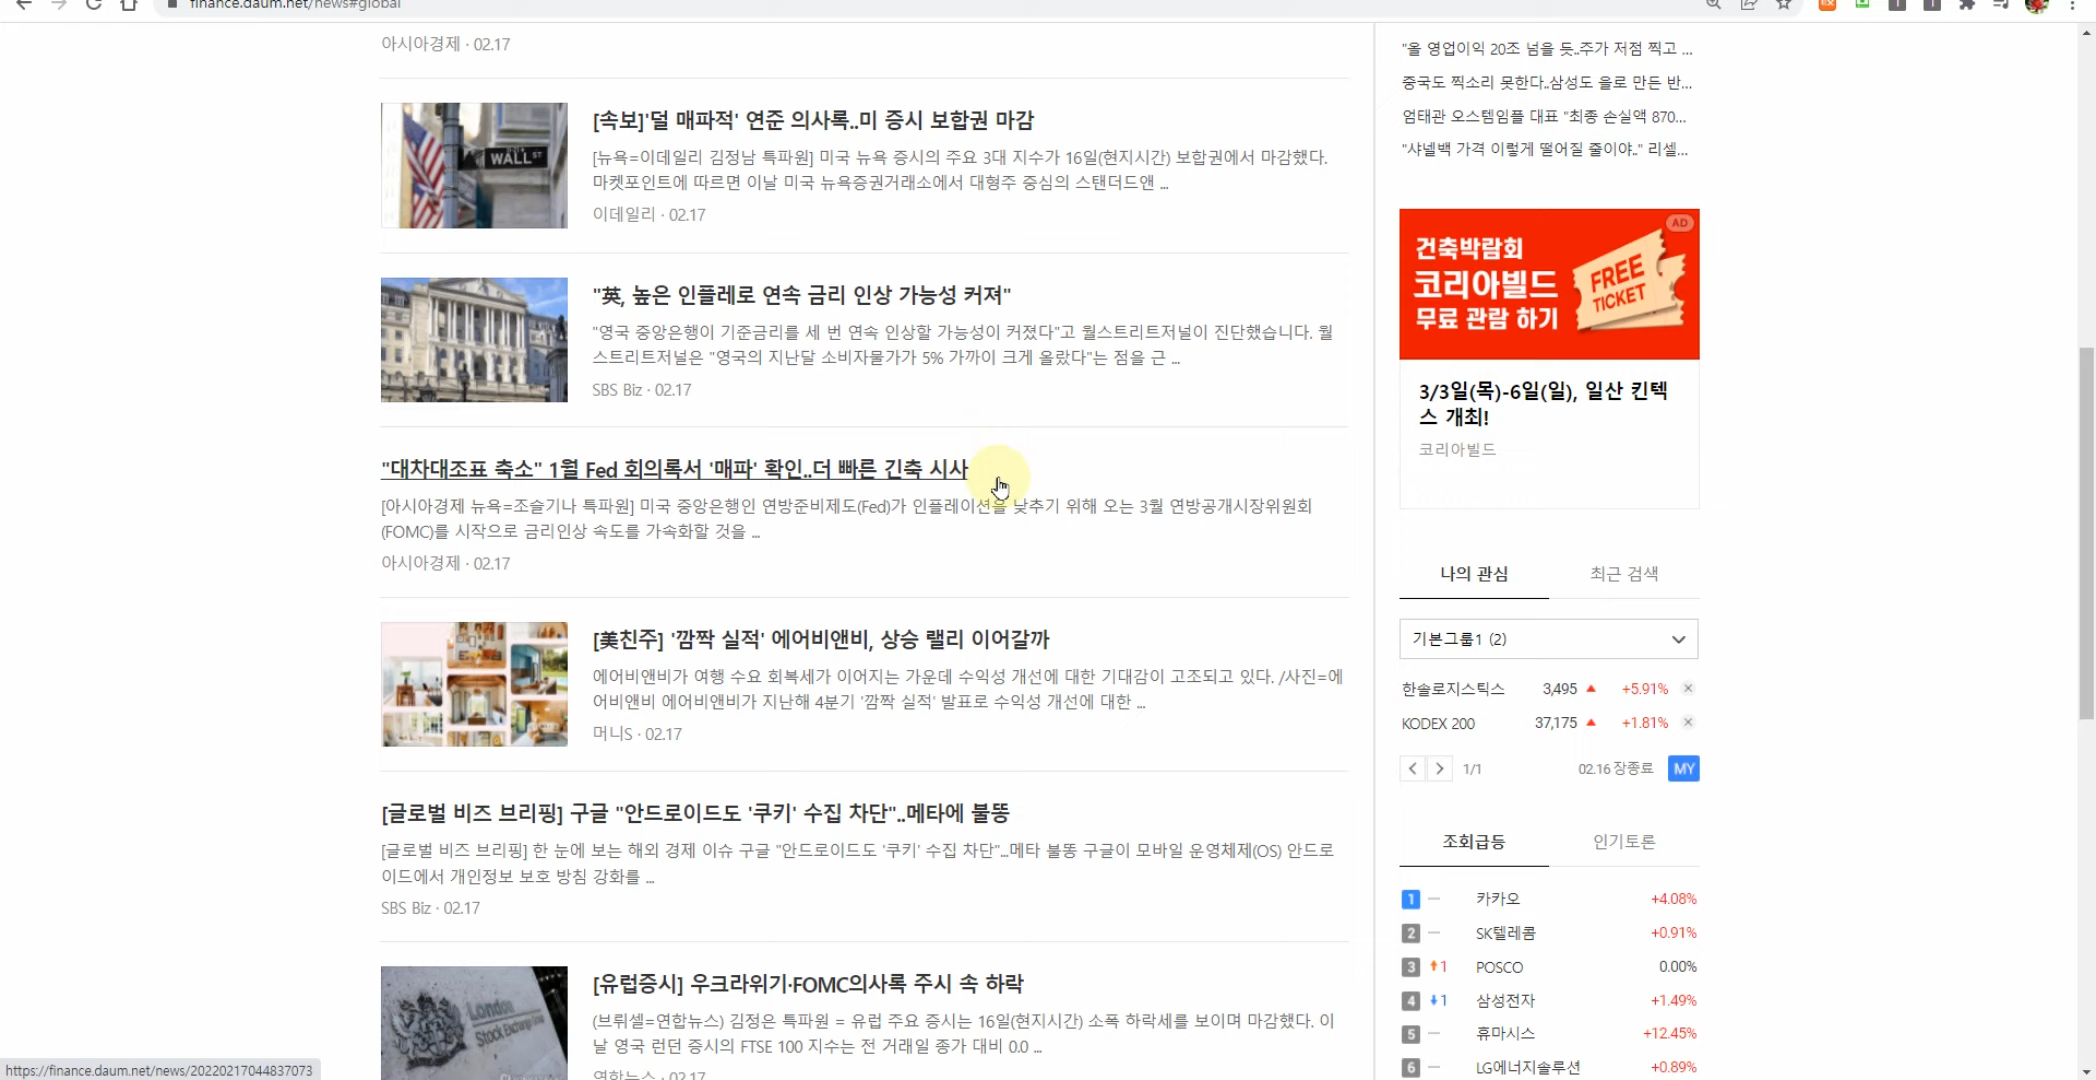 finance.daum.net/news#global
아시아경제 · 02.17
[속보]'덜 매파적' 연준 의사록..미 증시 보합권 마감
[뉴욕=이데일리 김정남 특파원] 미국 뉴욕 증시의 주요 3대 지수가 16일(현지시간) 보합권에서 마감했다.
마켓포인트에 따르면 이날 미국 뉴욕증권거래소에서 대형주 중심의 스탠더드앤 ...
이데일리 · 02.17
WALL ST
"英, 높은 인플레로 연속 금리 인상 가능성 커져"
"영국 중앙은행이 기준금리를 세 번 연속 인상할 가능성이 커졌다"고 월스트리트저널이 진단했습니다. 월
스트리트저널은 "영국의 지난달 소비자물가가 5% 가까이 크게 올랐다"는 점을 근 ...
SBS Biz · 02.17
"대차대조표 축소" 1월 Fed 회의록서 '매파' 확인..더 빠른 긴축 시사
[아시아경제 뉴욕=조슬기나 특파원] 미국 중앙은행인 연방준비제도(Fed)가 인플레이션을 낮추기 위해 오는 3월 연방공개시장위원회
(FOMC)를 시작으로 금리인상 속도를 가속화할 것을 ...
아시아경제 · 02.17
[美친주] '깜짝 실적' 에어비앤비, 상승 랠리 이어갈까
에어비앤비가 여행 수요 회복세가 이어지는 가운데 수익성 개선에 대한 기대감이 고조되고 있다. /사진=에
어비앤비 에어비앤비가 지난해 4분기 '깜짝 실적' 발표로 수익성 개선에 대한 ...
머니S · 02.17
[글로벌 비즈 브리핑] 구글 "안드로이드도 '쿠키' 수집 차단"..메타에 불똥
[글로벌 비즈 브리핑] 한 눈에 보는 해외 경제 이슈 구글 "안드로이드도 '쿠키' 수집 차단"...메타 불똥 구글이 모바일 운영체제(OS) 안드로
이드에서 개인정보 보호 방침 강화를 ...
SBS Biz · 02.17
[유럽증시] 우크라위기·FOMC의사록 주시 속 하락
(브뤼셀=연합뉴스) 김정은 특파원 = 유럽 주요 증시는 16일(현지시간) 소폭 하락세를 보이며 마감했다. 이
날 영국 런던 증시의 FTSE 100 지수는 전 거래일 종가 대비 0.0 ...
연합뉴스 · 02.17
London
Stock Exchange
https://finance.daum.net/news/20220217044837073
"올 영업이익 20조 넘을 듯..주가 저점 찍고 ...
중국도 찍소리 못한다..삼성도 을로 만든 반...
엄태관 오스템임플 대표 "최종 손실액 870...
"샤넬백 가격 이렇게 떨어질 줄이야.." 리셀...
AD
건축박람회
코리아빌드
무료 관람 하기
FREE
TICKET
3/3일(목)-6일(일), 일산 킨텍
스 개최!
코리아빌드
나의 관심 최근 검색
기본그룹1 (2)
한솔로지스틱스 3,495 ▲ +5.91% ×
KODEX 200 37,175 ▲ +1.81% ×
< > 1/1 02.16 장종료 MY
조회급등 인기토론
1 — 카카오 +4.08%
2 — SK텔레콤 +0.91%
3 ↑1 POSCO 0.00%
4 ↓1 삼성전자 +1.49%
5 — 휴마시스 +12.45%
6 — LG에너지솔루션 +0.89%